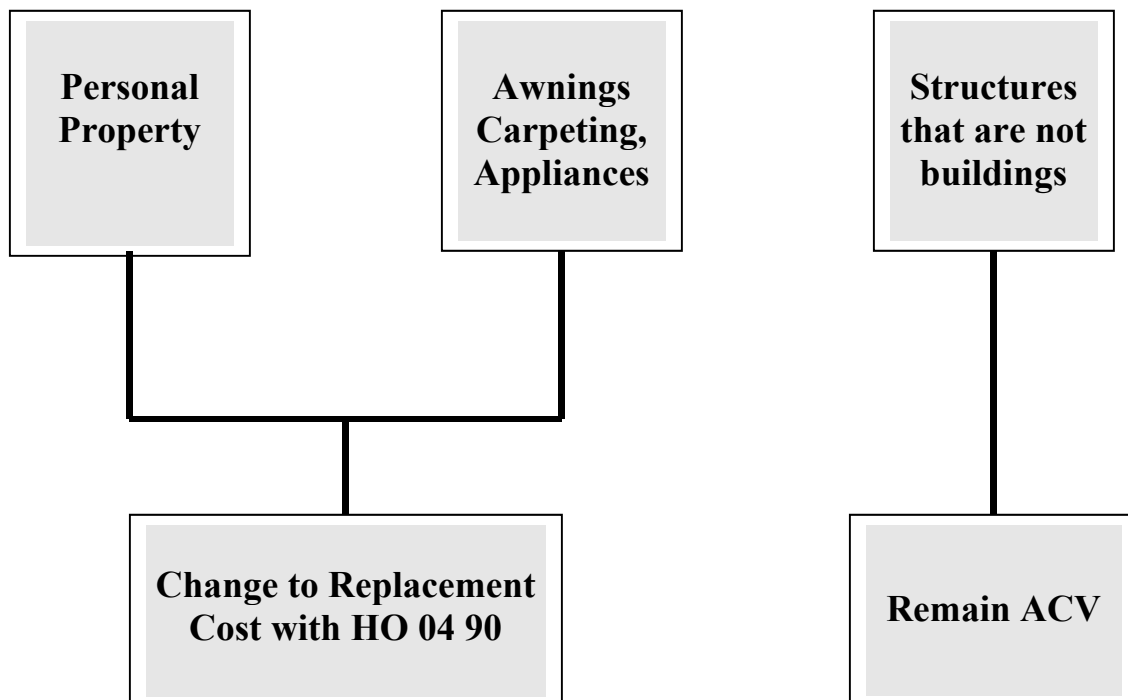 Personal
Property
Awnings
Carpeting,
Appliances
Structures
that are not
buildings
Change to Replacement
Cost with HO 04 90
Remain ACV